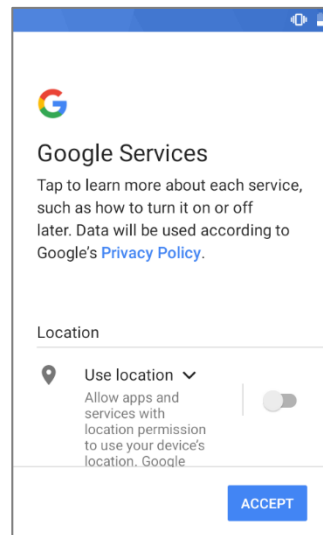 Google Services
Tap to learn more about each service,
such as how to turn it on or off
later. Data will be used according to
Google's Privacy Policy.
Location
Use location
Allow apps and
services with
location permission
to use your device's
location. Google
ACCEPT